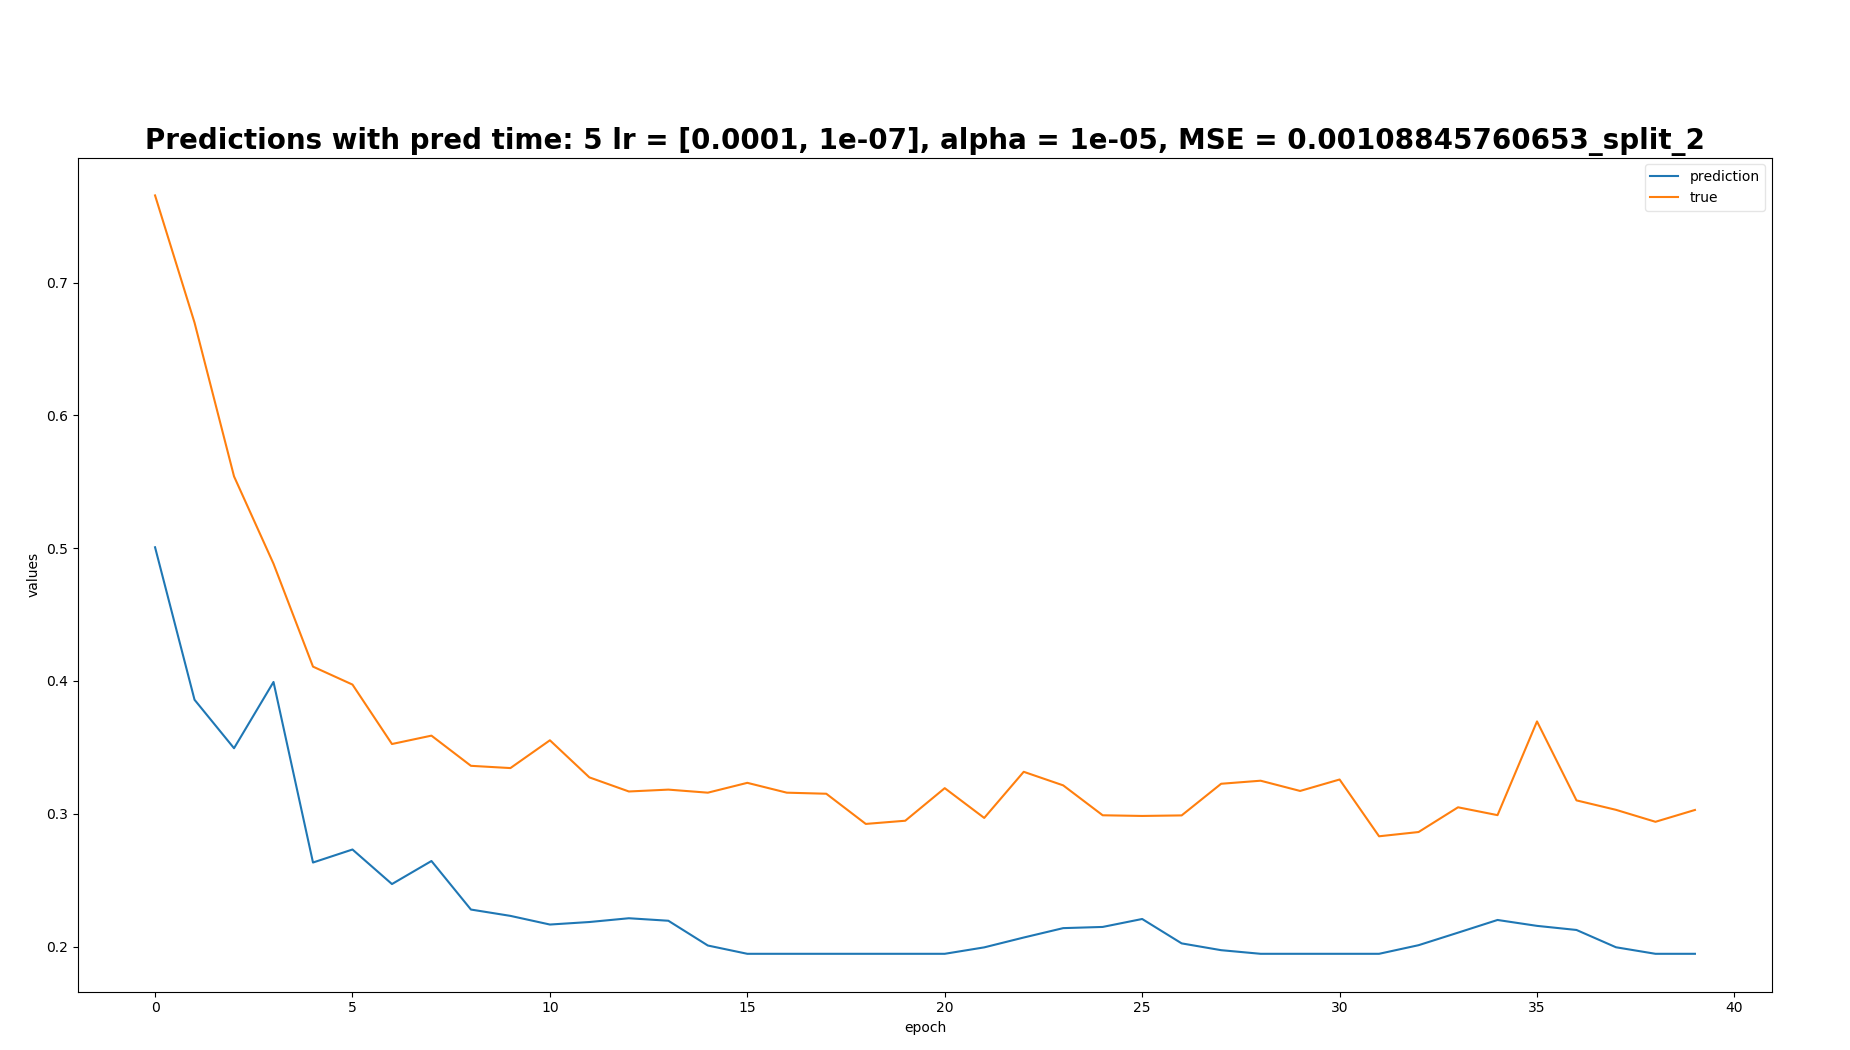 Predictions with pred time: 5 lr = [0.0001, 1e-07], alpha = 1e-05, MSE = 0.00108845760653_split_2
prediction
true
0.7
0.6
0.5
0.4
0.3
0.2
values
0 5 10 15 20 25 30 35 40
epoch